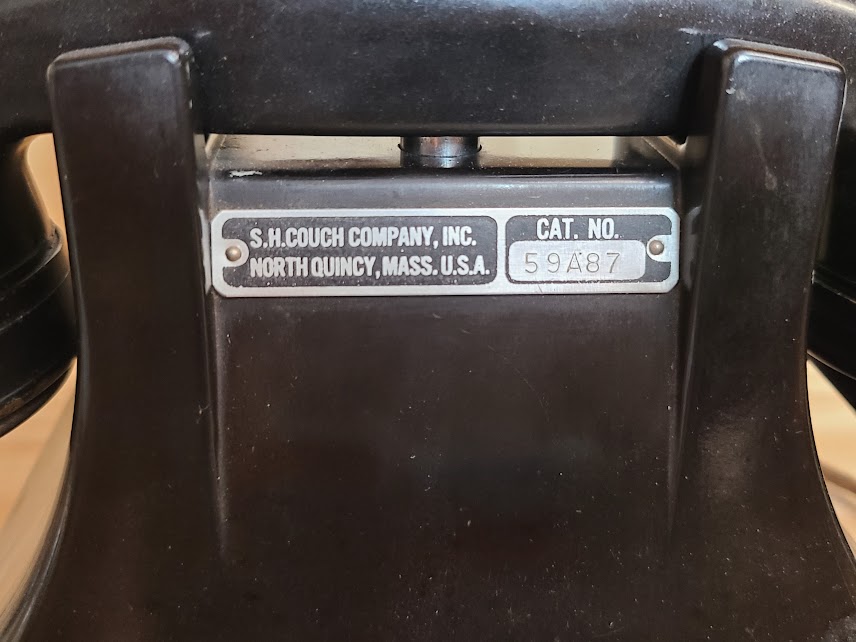 S.H.COUCH COMPANY, INC.
NORTH QUINCY, MASS. U.S.A.
CAT. NO.
59A87